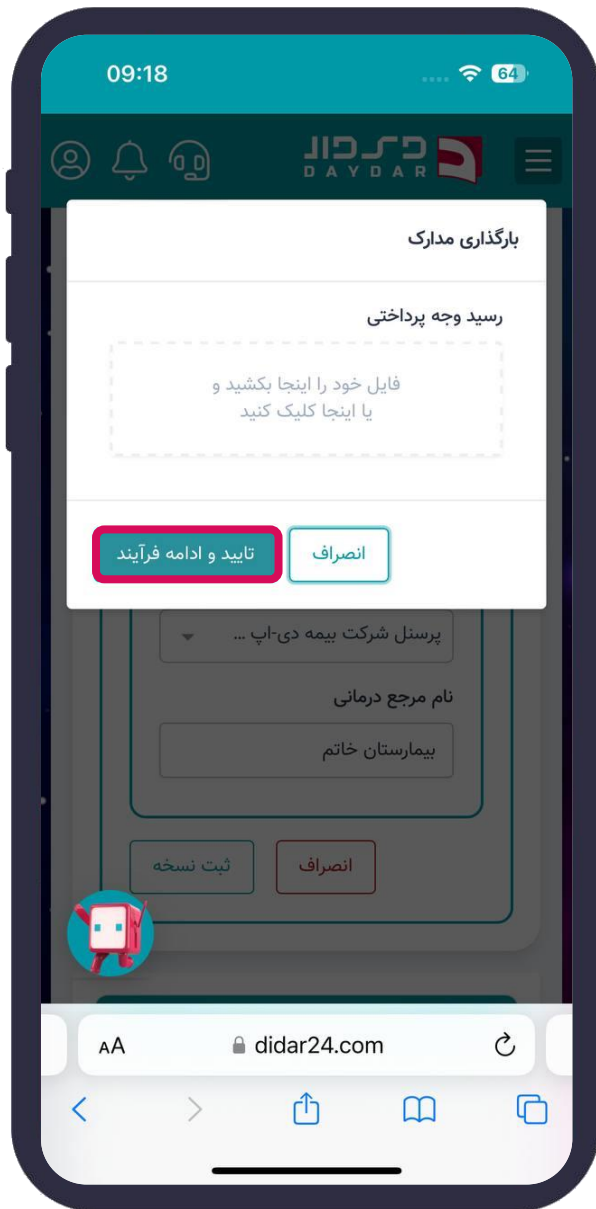 09:18
64
دی‌دار
DAYDAR
بارگذاری مدارک
رسید وجه پرداختی
فایل خود را اینجا بکشید و
یا اینجا کلیک کنید
انصراف
تایید و ادامه فرآیند
پرسنل شرکت بیمه دی-اپ ...
نام مرجع درمانی
بیمارستان خاتم
انصراف
ثبت نسخه
AA
didar24.com